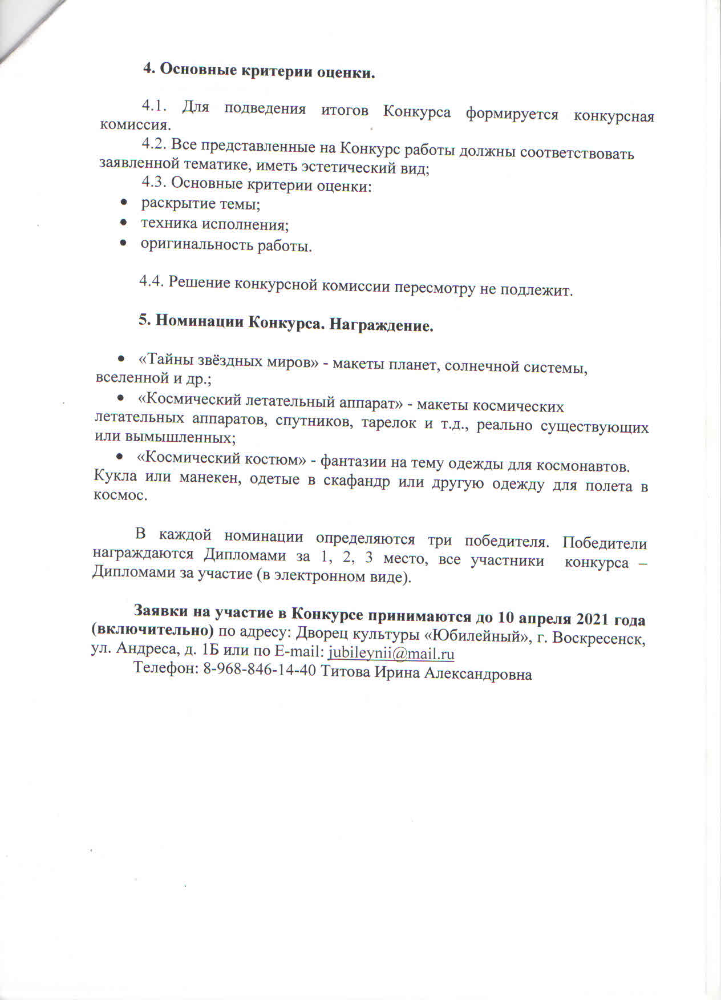 4. Основные критерии оценки.
4.1. Для подведения итогов Конкурса формируется конкурсная
комиссия.
4.2. Все представленные на Конкурс работы должны соответствовать
заявленной тематике, иметь эстетический вид;
4.3. Основные критерии оценки:
• раскрытие темы;
• техника исполнения;
• оригинальность работы.
4.4. Решение конкурсной комиссии пересмотру не подлежит.
5. Номинации Конкурса. Награждение.
• «Тайны звёздных миров» - макеты планет, солнечной системы,
вселенной и др.;
• «Космический летательный аппарат» - макеты космических
летательных аппаратов, спутников, тарелок и т.д., реально существующих
или вымышленных;
• «Космический костюм» - фантазии на тему одежды для космонавтов.
Кукла или манекен, одетые в скафандр или другую одежду для полета в
космос.
В каждой номинации определяются три победителя. Победители
награждаются Дипломами за 1, 2, 3 место, все участники конкурса –
Дипломами за участие (в электронном виде).
Заявки на участие в Конкурсе принимаются до 10 апреля 2021 года
(включительно) по адресу: Дворец культуры «Юбилейный», г. Воскресенск,
ул. Андреса, д. 1Б или по E-mail: jubileynii@mail.ru
Телефон: 8-968-846-14-40 Титова Ирина Александровна